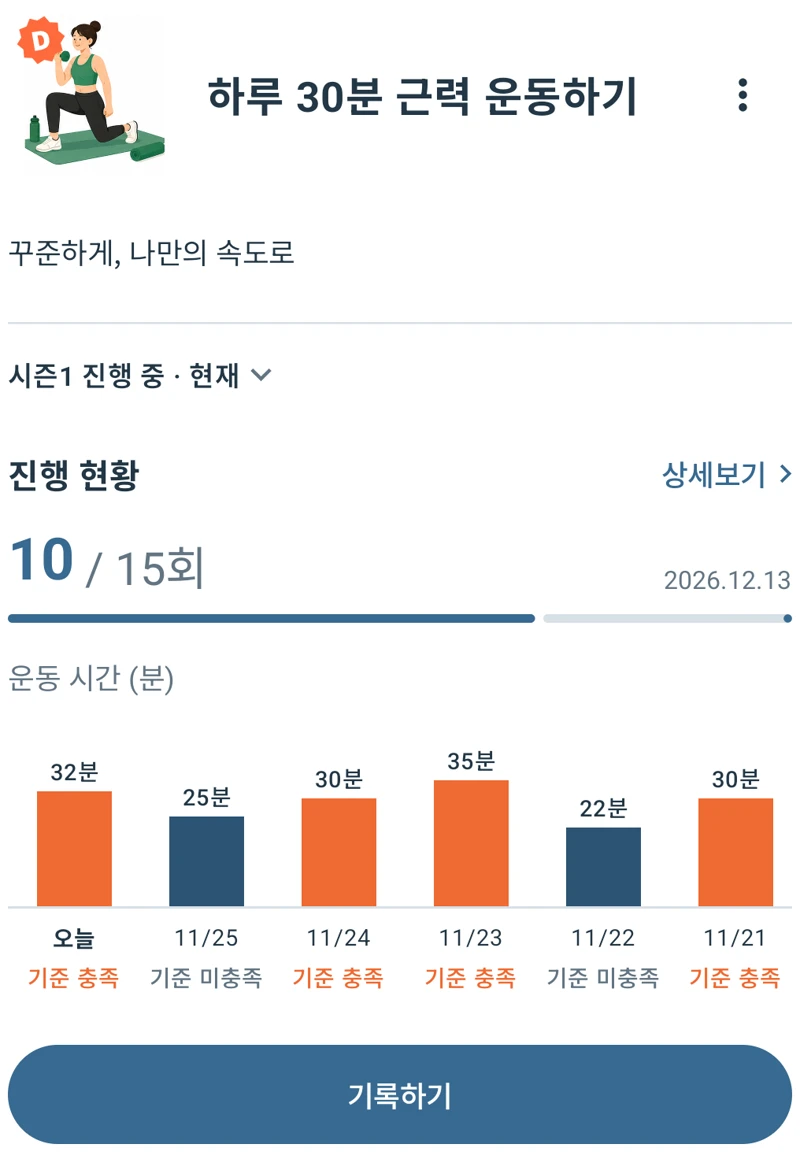 D
하루 30분 근력 운동하기
꾸준하게, 나만의 속도로
시즌1 진행 중 · 현재
진행 현황
상세보기
10 / 15회
2026.12.13
운동 시간 (분)
32분 25분 30분 35분 22분 30분
오늘 11/25 11/24 11/23 11/22 11/21
기준 충족 기준 미충족 기준 충족 기준 충족 기준 미충족 기준 충족
기록하기